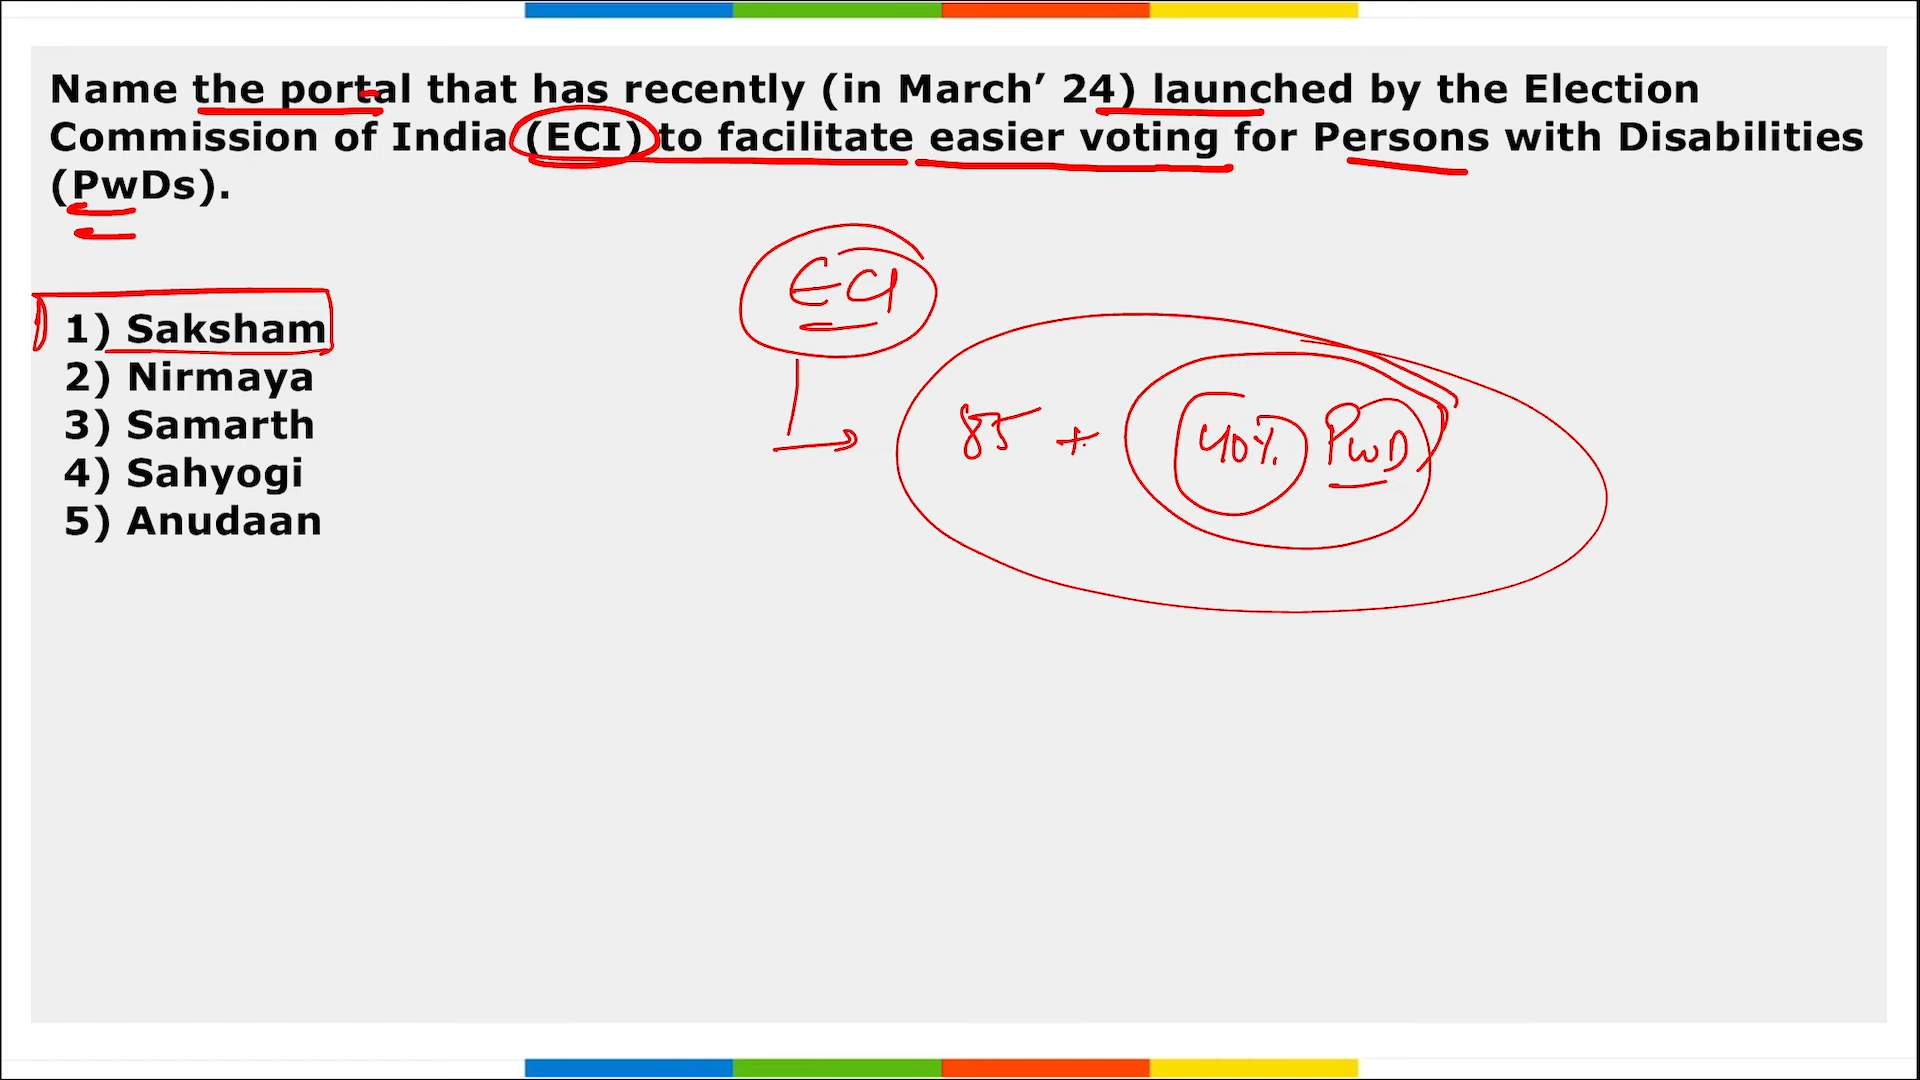 Name the portal that has recently (in March’ 24) launched by the Election
Commission of India (ECI) to facilitate easier voting for Persons with Disabilities
(PwDs).
ECI
1) Saksham
2) Nirmaya
3) Samarth
4) Sahyogi
5) Anudaan
85 + 40% PwD